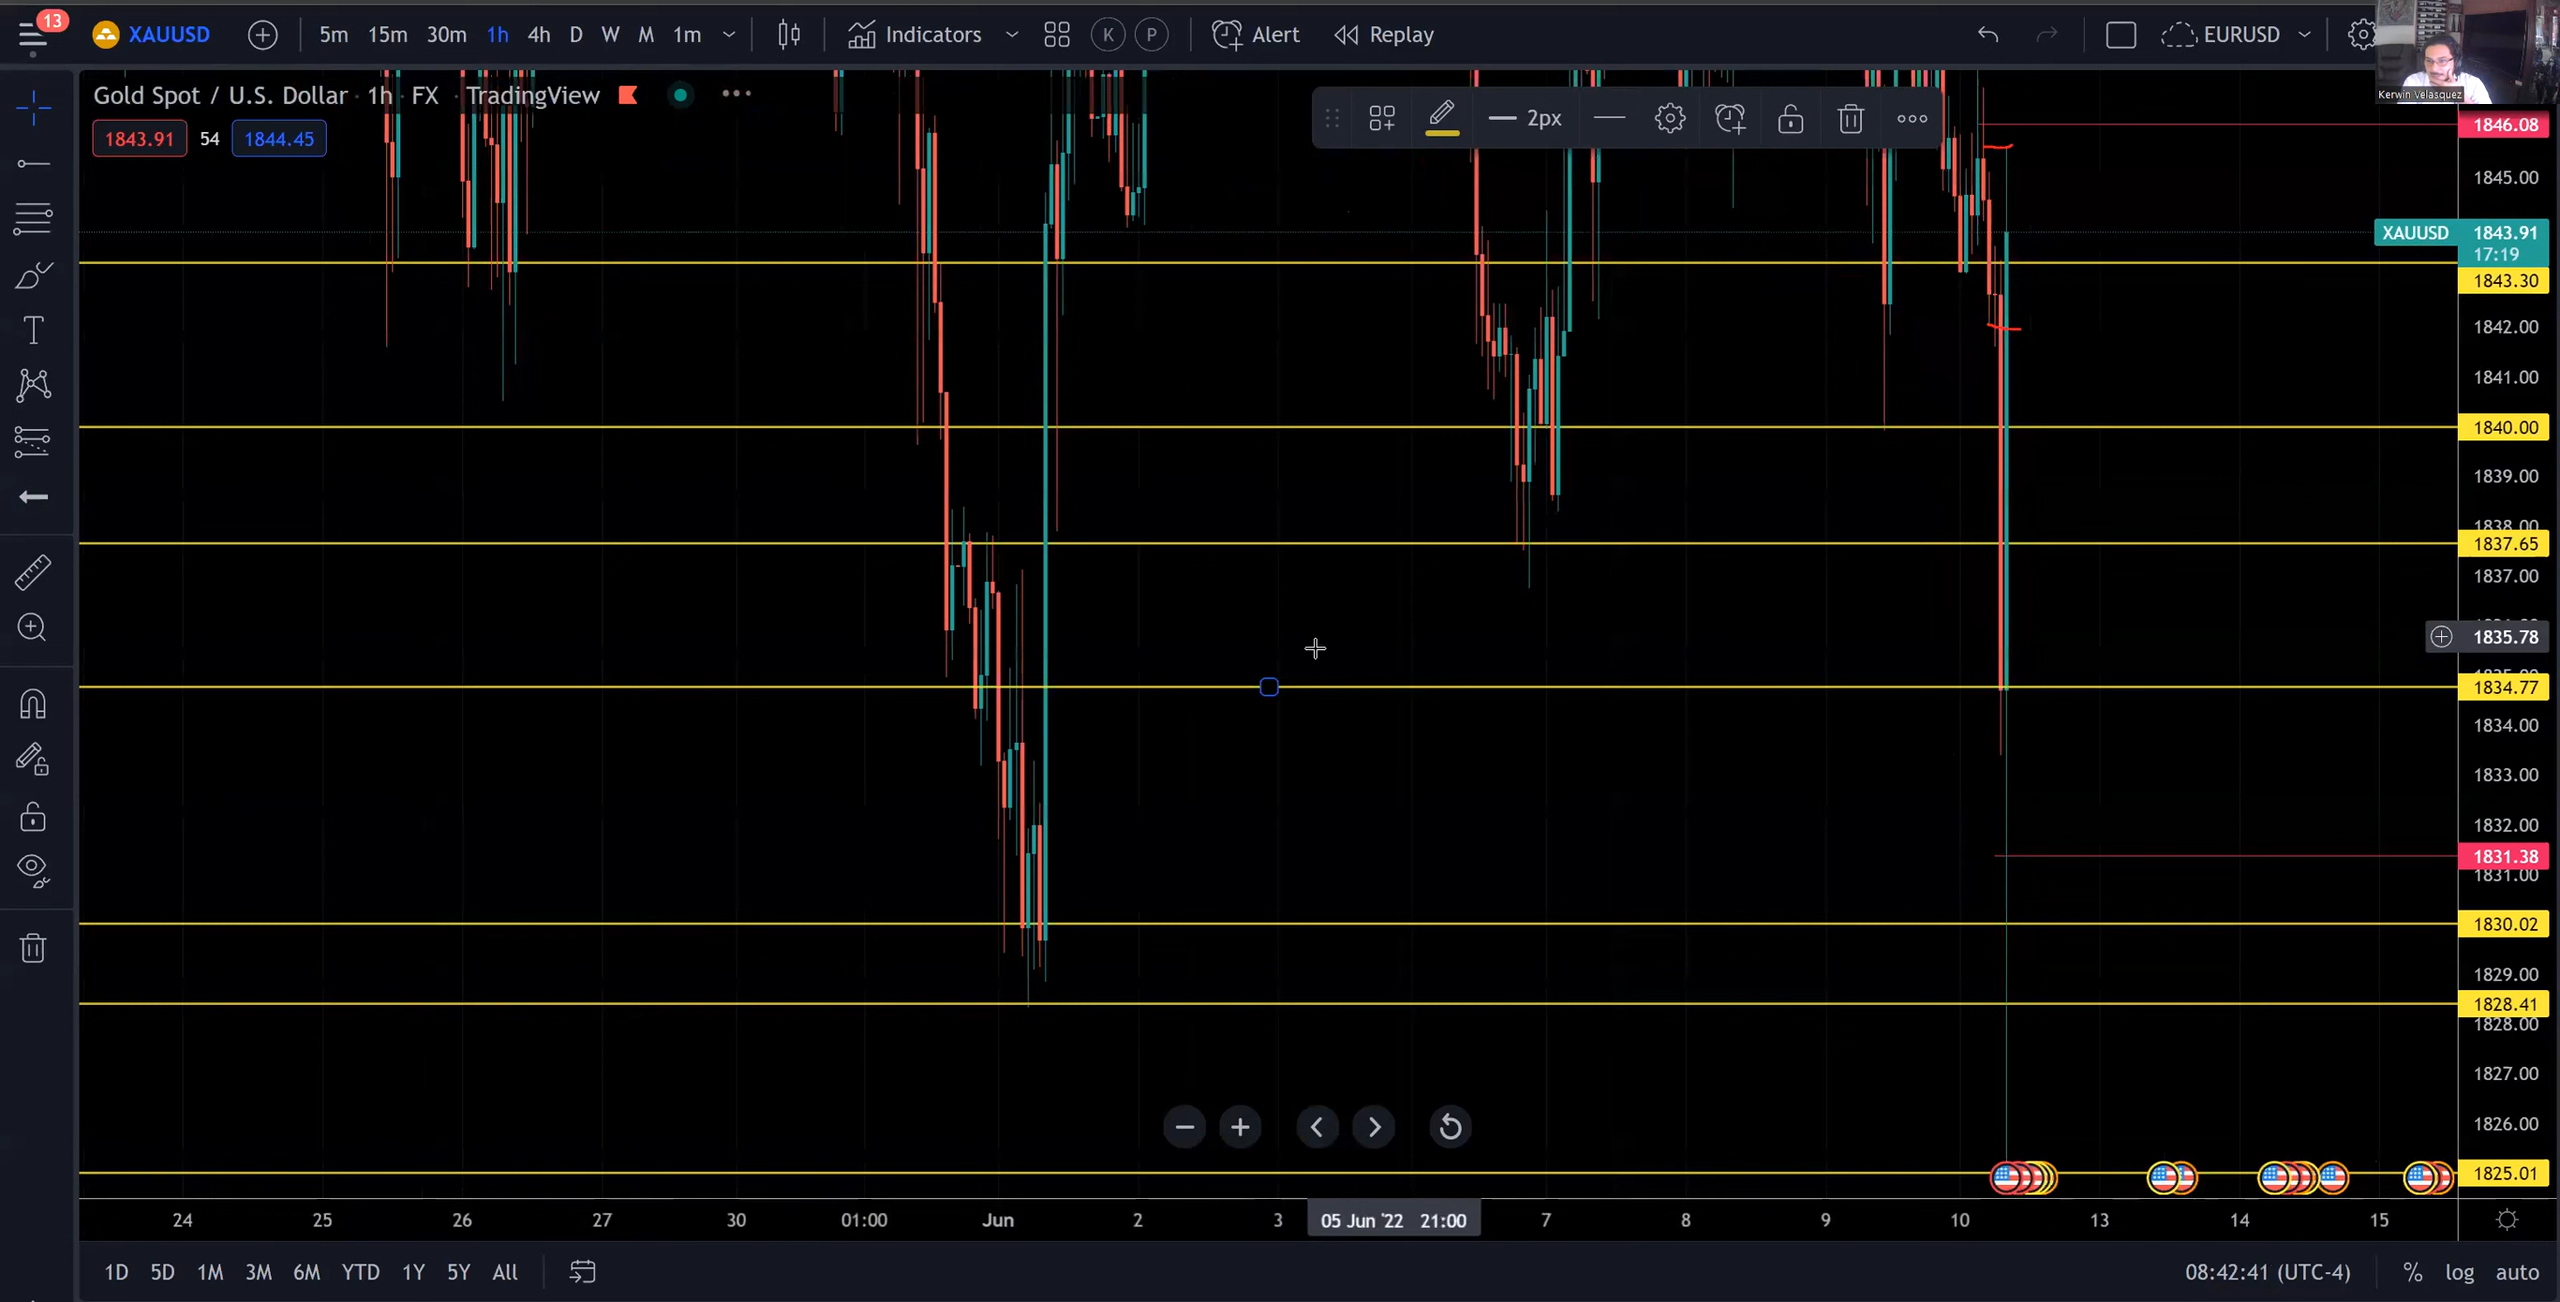 13
XAUUSD
5m 15m 30m 1h 4h D W M 1m
Indicators
K P
Alert
Replay
EURUSD
Kerwin Velasquez
Gold Spot / U.S. Dollar · 1h · FX · TradingView
1843.91 54 1844.45
2px
1846.08
1845.00
XAUUSD 1843.91
17:19
1843.30
1842.00
1841.00
1840.00
1839.00
1838.00
1837.65
1837.00
1835.78
1834.77
1834.00
1833.00
1832.00
1831.38
1831.00
1830.02
1829.00
1828.41
1828.00
1827.00
1826.00
1825.01
24 25 26 27 30 01:00 Jun 2 3 05 Jun '22 21:00 7 8 9 10 13 14 15
1D 5D 1M 3M 6M YTD 1Y 5Y All
08:42:41 (UTC-4) % log auto